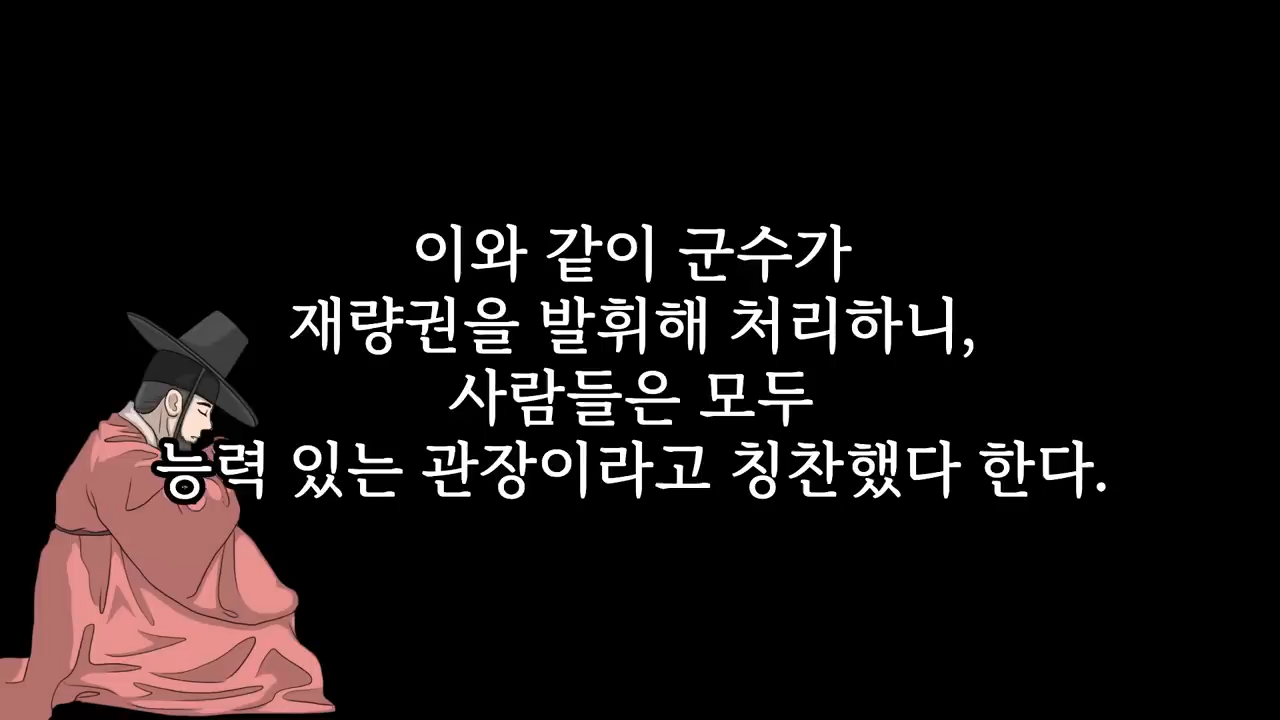 이와 같이 군수가
재량권을 발휘해 처리하니,
사람들은 모두
능력 있는 관장이라고 칭찬했다 한다.